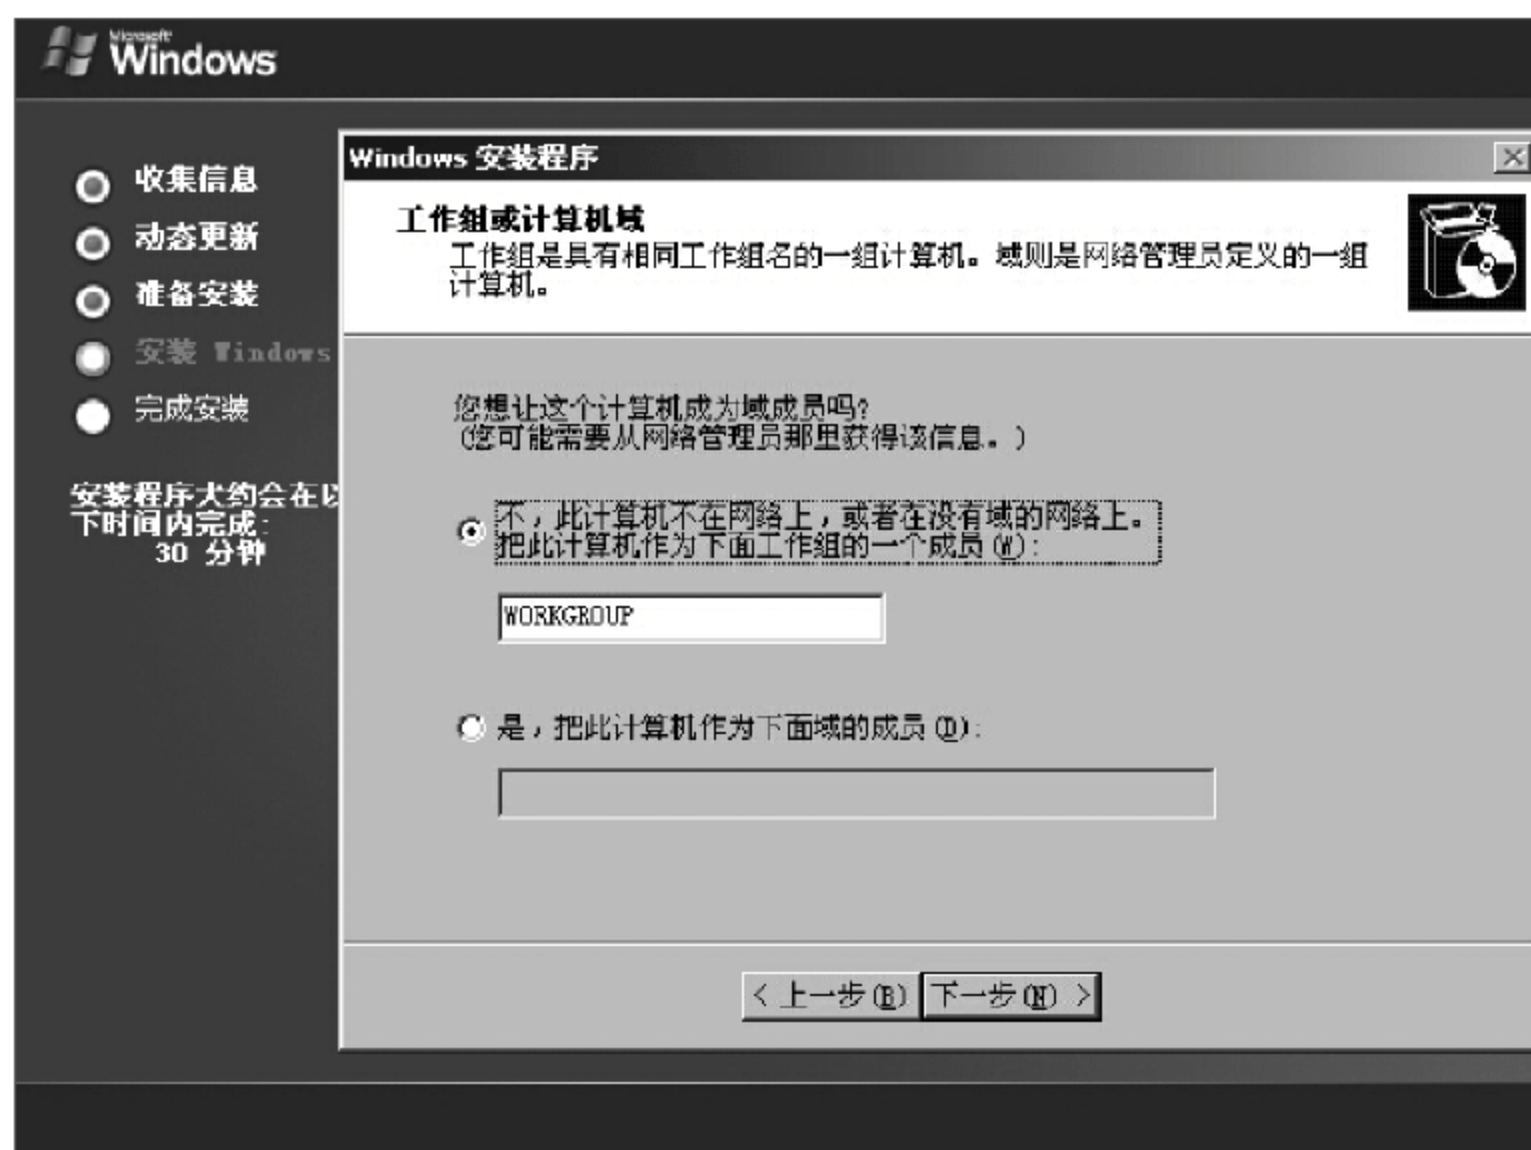 Microsoft
Windows
收集信息
动态更新
准备安装
安装 Windows
完成安装
安装程序大约会在以
下时间内完成:
30 分钟
Windows 安装程序
工作组或计算机域
工作组是具有相同工作组名的一组计算机。域则是网络管理员定义的一组
计算机。
您想让这个计算机成为域成员吗?
(您可能需要从网络管理员那里获得该信息。)
不，此计算机不在网络上，或者在没有域的网络上。
把此计算机作为下面工作组的一个成员(W):
WORKGROUP
是，把此计算机作为下面域的成员(D):
< 上一步(B)
下一步(N) >